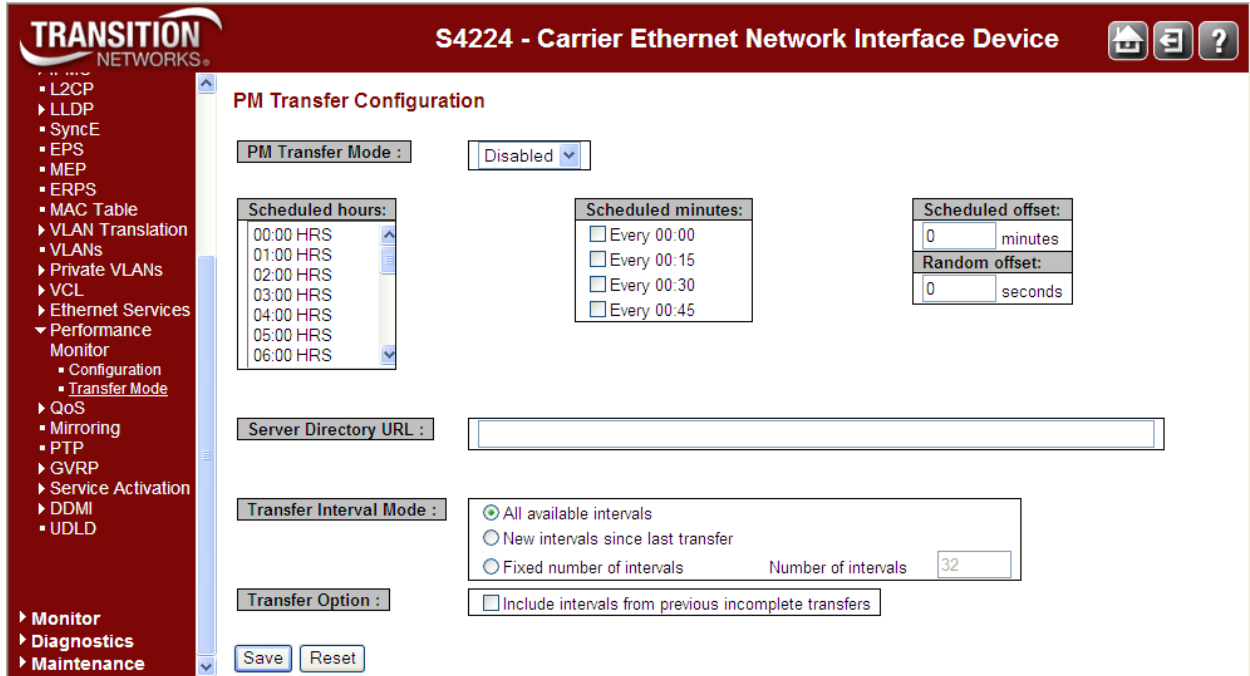 TRANSITION
NETWORKS®
S4224 - Carrier Ethernet Network Interface Device
?
L2CP
LLDP
SyncE
EPS
MEP
ERPS
MAC Table
VLAN Translation
VLANs
Private VLANs
VCL
Ethernet Services
Performance
Monitor
Configuration
Transfer Mode
QoS
Mirroring
PTP
GVRP
Service Activation
DDMI
UDLD
Monitor
Diagnostics
Maintenance
PM Transfer Configuration
PM Transfer Mode :
Disabled
Scheduled hours:
00:00 HRS
01:00 HRS
02:00 HRS
03:00 HRS
04:00 HRS
05:00 HRS
06:00 HRS
Scheduled minutes:
Every 00:00
Every 00:15
Every 00:30
Every 00:45
Scheduled offset:
0 minutes
Random offset:
0 seconds
Server Directory URL :
Transfer Interval Mode :
All available intervals
New intervals since last transfer
Fixed number of intervals Number of intervals 32
Transfer Option :
Include intervals from previous incomplete transfers
Save Reset